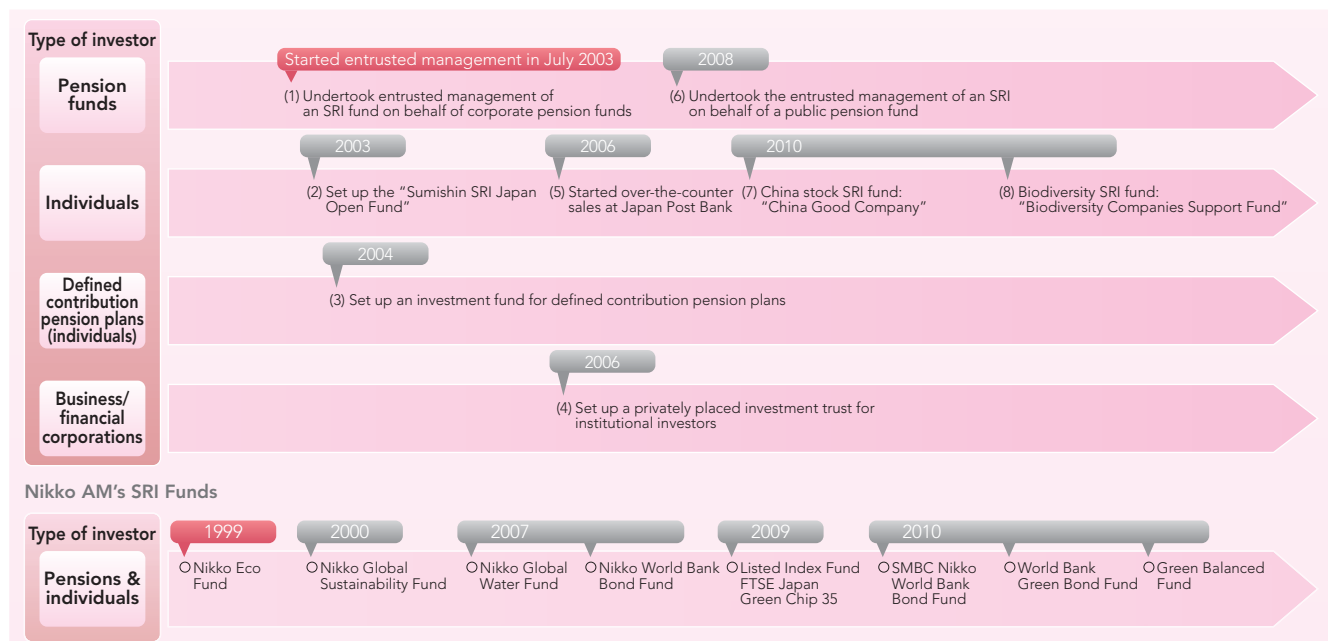 Type of investor
Pension
funds
Started entrusted management in July 2003
(1) Undertook entrusted management of
an SRI fund on behalf of corporate pension funds
2008
(6) Undertook the entrusted management of an SRI
on behalf of a public pension fund
Individuals
2003
(2) Set up the “Sumishin SRI Japan
Open Fund”
2006
(5) Started over-the-counter
sales at Japan Post Bank
2010
(7) China stock SRI fund:
“China Good Company”
(8) Biodiversity SRI fund:
“Biodiversity Companies Support Fund”
Defined
contribution
pension plans
(individuals)
2004
(3) Set up an investment fund for defined contribution pension plans
Business/
financial
corporations
2006
(4) Set up a privately placed investment trust for
institutional investors
Nikko AM’s SRI Funds
Type of investor
Pensions &
individuals
1999
Nikko Eco
Fund
2000
Nikko Global
Sustainability Fund
2007
Nikko Global
Water Fund
Nikko World Bank
Bond Fund
2009
Listed Index Fund
FTSE Japan
Green Chip 35
2010
SMBC Nikko
World Bank
Bond Fund
World Bank
Green Bond Fund
Green Balanced
Fund